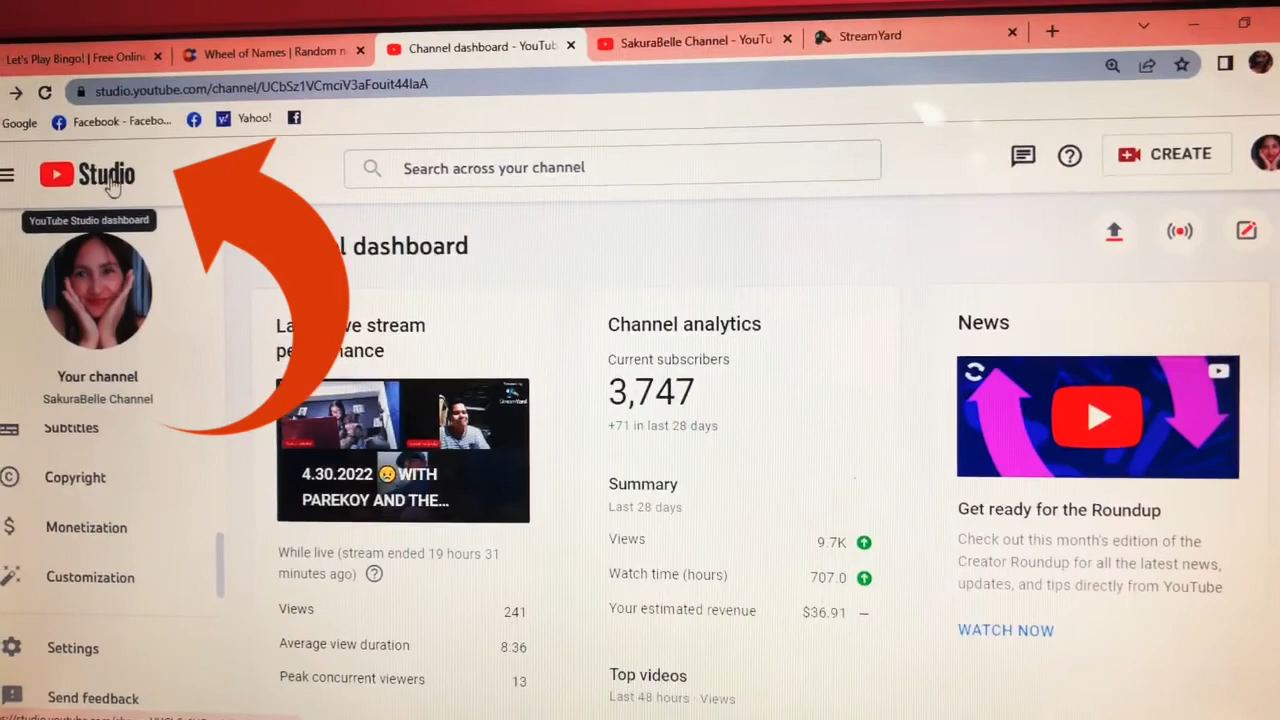 Let's Play Bingo! | Free Onlin
Wheel of Names | Random n
Channel dashboard - YouTub
SakuraBelle Channel - YouTu
StreamYard
studio.youtube.com/channel/UCbSz1VCmciV3aFouit44laA
Google
Facebook - Facebo...
Yahoo!
Studio
Search across your channel
CREATE
YouTube Studio dashboard
l dashboard
Your channel
SakuraBelle Channel
Subtitles
Copyright
Monetization
Customization
Settings
Send feedback
La ve stream
pe mance
StreamYard
4.30.2022 😥WITH
PAREKOY AND THE...
While live (stream ended 19 hours 31
minutes ago)
Views 241
Average view duration 8:36
Peak concurrent viewers 13
Channel analytics
Current subscribers
3,747
+71 in last 28 days
Summary
Last 28 days
Views 9.7K
Watch time (hours) 707.0
Your estimated revenue $36.91 –
Top videos
Last 48 hours · Views
News
Get ready for the Roundup
Check out this month's edition of the
Creator Roundup for all the latest news,
updates, and tips directly from YouTube
WATCH NOW